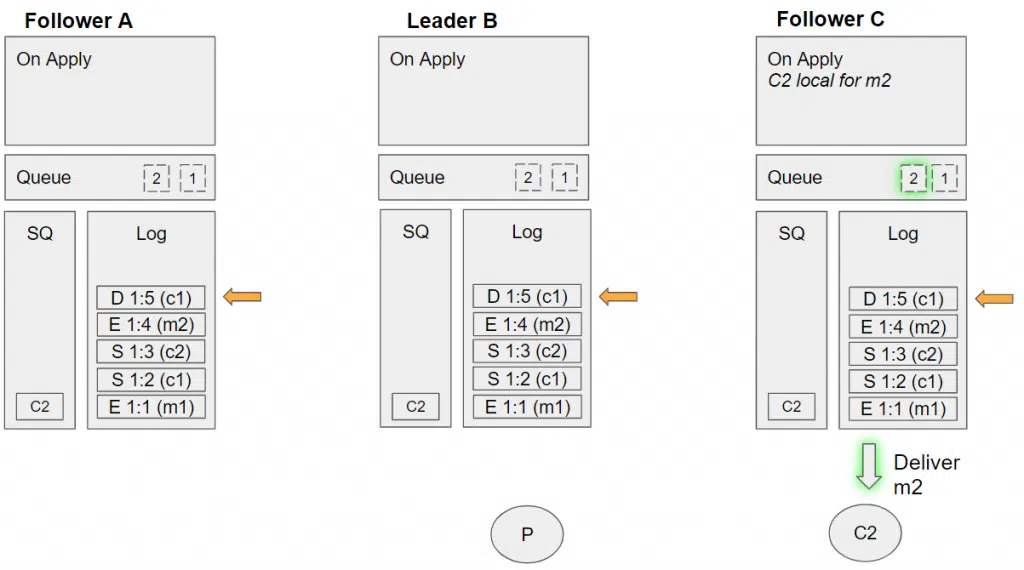 Follower A
On Apply
Queue
2
1
SQ
Log
D 1:5 (c1)
E 1:4 (m2)
S 1:3 (c2)
S 1:2 (c1)
E 1:1 (m1)
C2
Leader B
On Apply
Queue
2
1
SQ
Log
D 1:5 (c1)
E 1:4 (m2)
S 1:3 (c2)
S 1:2 (c1)
E 1:1 (m1)
C2
P
Follower C
On Apply
C2 local for m2
Queue
2
1
SQ
Log
D 1:5 (c1)
E 1:4 (m2)
S 1:3 (c2)
S 1:2 (c1)
E 1:1 (m1)
C2
Deliver
m2
C2